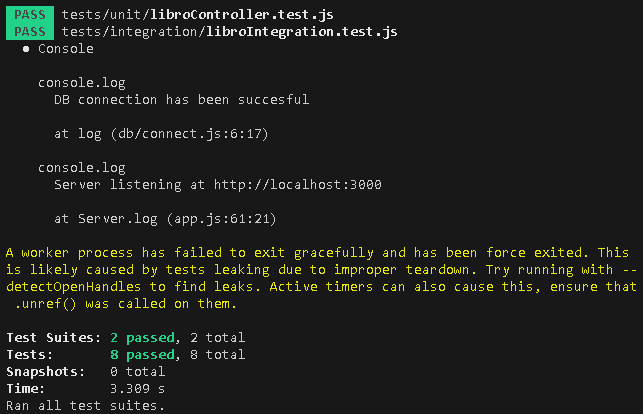 PASS tests/unit/libroController.test.js
PASS tests/integration/libroIntegration.test.js
● Console
console.log
DB connection has been succesful
at log (db/connect.js:6:17)
console.log
Server listening at http://localhost:3000
at Server.log (app.js:61:21)
A worker process has failed to exit gracefully and has been force exited. This
is likely caused by tests leaking due to improper teardown. Try running with --
detectOpenHandles to find leaks. Active timers can also cause this, ensure that
.unref() was called on them.
Test Suites: 2 passed, 2 total
Tests: 8 passed, 8 total
Snapshots: 0 total
Time: 3.309 s
Ran all test suites.